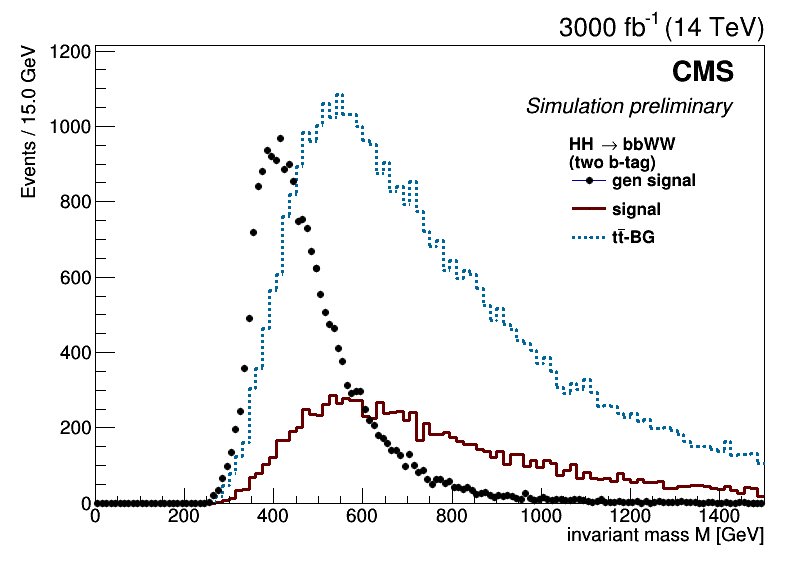 3000 fb⁻¹ (14 TeV)
Events / 15.0 GeV
1200
1000
800
600
400
200
0
CMS
Simulation preliminary
HH → bbWW
(two b-tag)
gen signal
signal
tt̄-BG
0 200 400 600 800 1000 1200 1400
invariant mass M [GeV]